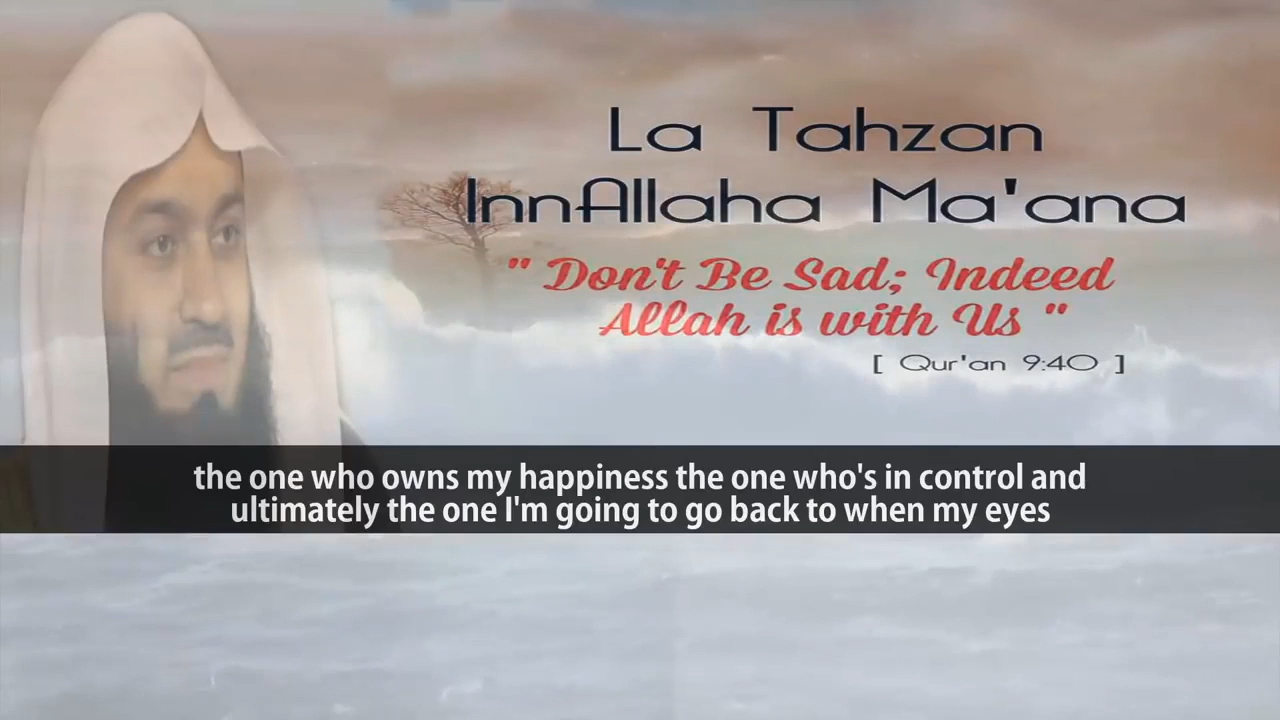 La Tahzan
InnAllaha Ma'ana
" Don't Be Sad; Indeed
Allah is with Us "
[ Qur'an 9:40 ]
the one who owns my happiness the one who's in control and
ultimately the one I'm going to go back to when my eyes